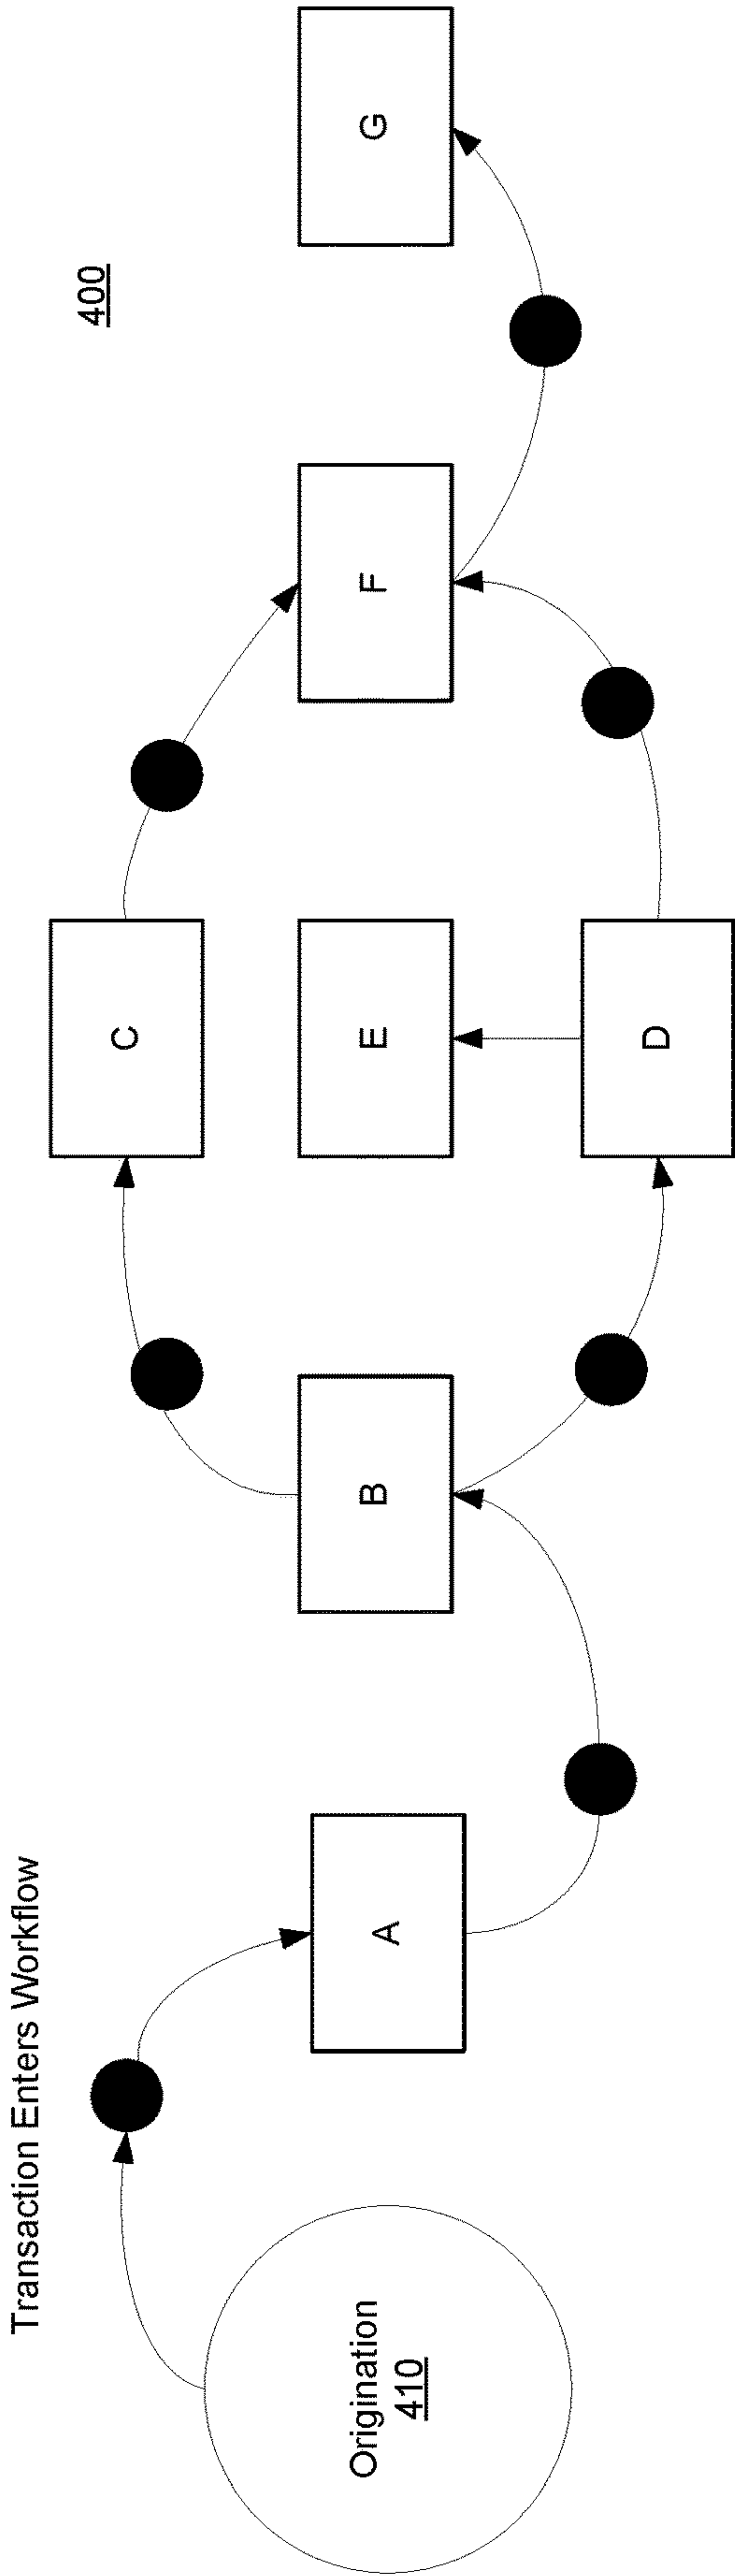 Transaction Enters Workflow
400
Origination
410
A
B
C
E
D
F
G